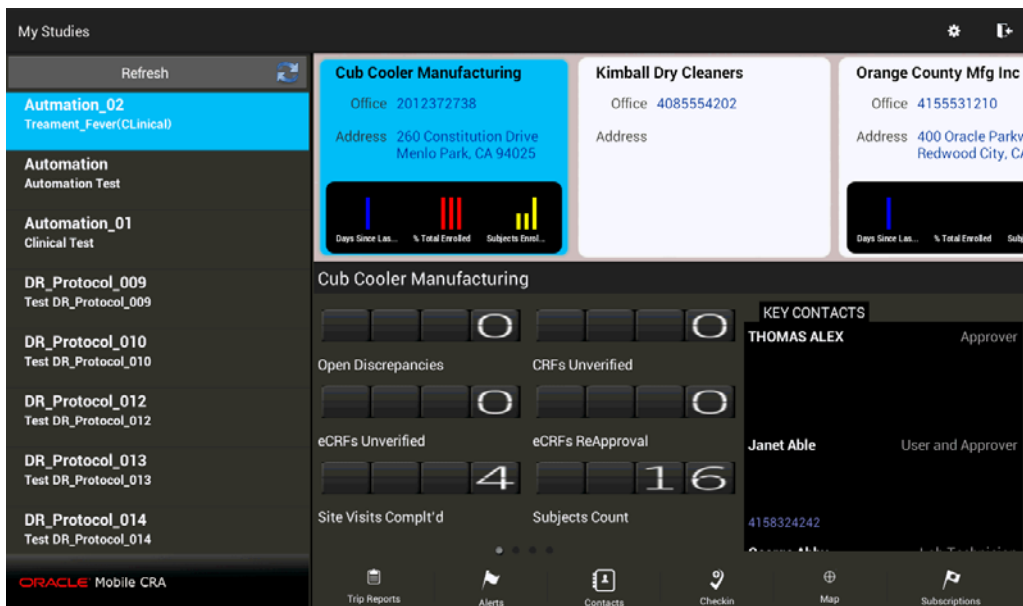 My Studies
Refresh
Autmation_02
Treament_Fever(CLinical)
Automation
Automation Test
Automation_01
Clinical Test
DR_Protocol_009
Test DR_Protocol_009
DR_Protocol_010
Test DR_Protocol_010
DR_Protocol_012
Test DR_Protocol_012
DR_Protocol_013
Test DR_Protocol_013
DR_Protocol_014
Test DR_Protocol_014
ORACLE Mobile CRA
Cub Cooler Manufacturing
Office 2012372738
Address 260 Constitution Drive
Menlo Park, CA 94025
Days Since Las... % Total Enrolled Subjects Enrol...
Kimball Dry Cleaners
Office 4085554202
Address
Orange County Mfg Inc
Office 4155531210
Address 400 Oracle Parkw
Redwood City, CA
Days Since Las... % Total Enrolled Subj
Cub Cooler Manufacturing
0 0
Open Discrepancies CRFs Unverified
0 0
eCRFs Unverified eCRFs ReApproval
4 16
Site Visits Complt'd Subjects Count
KEY CONTACTS
THOMAS ALEX Approver
Janet Able User and Approver
4158324242
Trip Reports Alerts Contacts Checkin Map Subscriptions